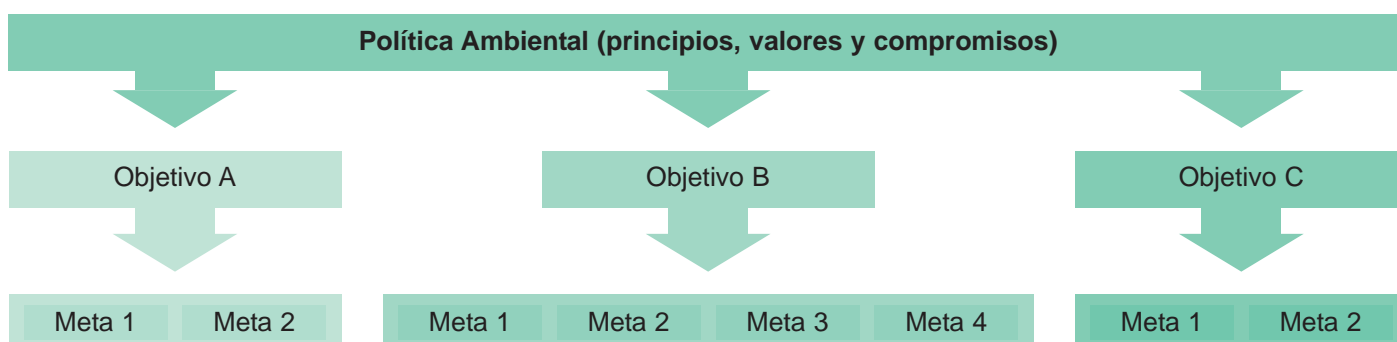 Política Ambiental (principios, valores y compromisos)
Objetivo A
Objetivo B
Objetivo C
Meta 1
Meta 2
Meta 1
Meta 2
Meta 3
Meta 4
Meta 1
Meta 2